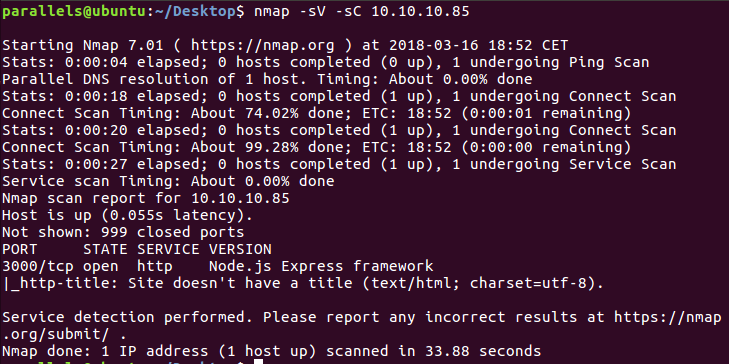 parallels@ubuntu:~/Desktop$ nmap -sV -sC 10.10.10.85
Starting Nmap 7.01 ( https://nmap.org ) at 2018-03-16 18:52 CET
Stats: 0:00:04 elapsed; 0 hosts completed (0 up), 1 undergoing Ping Scan
Parallel DNS resolution of 1 host. Timing: About 0.00% done
Stats: 0:00:18 elapsed; 0 hosts completed (1 up), 1 undergoing Connect Scan
Connect Scan Timing: About 74.02% done; ETC: 18:52 (0:00:01 remaining)
Stats: 0:00:20 elapsed; 0 hosts completed (1 up), 1 undergoing Connect Scan
Connect Scan Timing: About 99.28% done; ETC: 18:52 (0:00:00 remaining)
Stats: 0:00:27 elapsed; 0 hosts completed (1 up), 1 undergoing Service Scan
Service scan Timing: About 0.00% done
Nmap scan report for 10.10.10.85
Host is up (0.055s latency).
Not shown: 999 closed ports
PORT     STATE SERVICE VERSION
3000/tcp open  http    Node.js Express framework
|_http-title: Site doesn't have a title (text/html; charset=utf-8).
Service detection performed. Please report any incorrect results at https://nmap
.org/submit/ .
Nmap done: 1 IP address (1 host up) scanned in 33.88 seconds
parallels@ubuntu:~/Desktop$